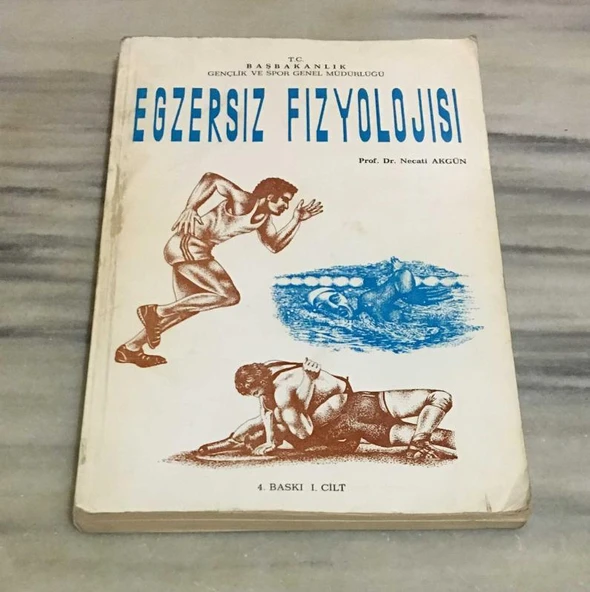 T.C.
BAŞBAKANLIK
GENÇLİK VE SPOR GENEL MÜDÜRLÜĞÜ
EGZERSIZ FIZYOLOJISI
Prof. Dr. Necati AKGÜN
4. BASKI I. CİLT